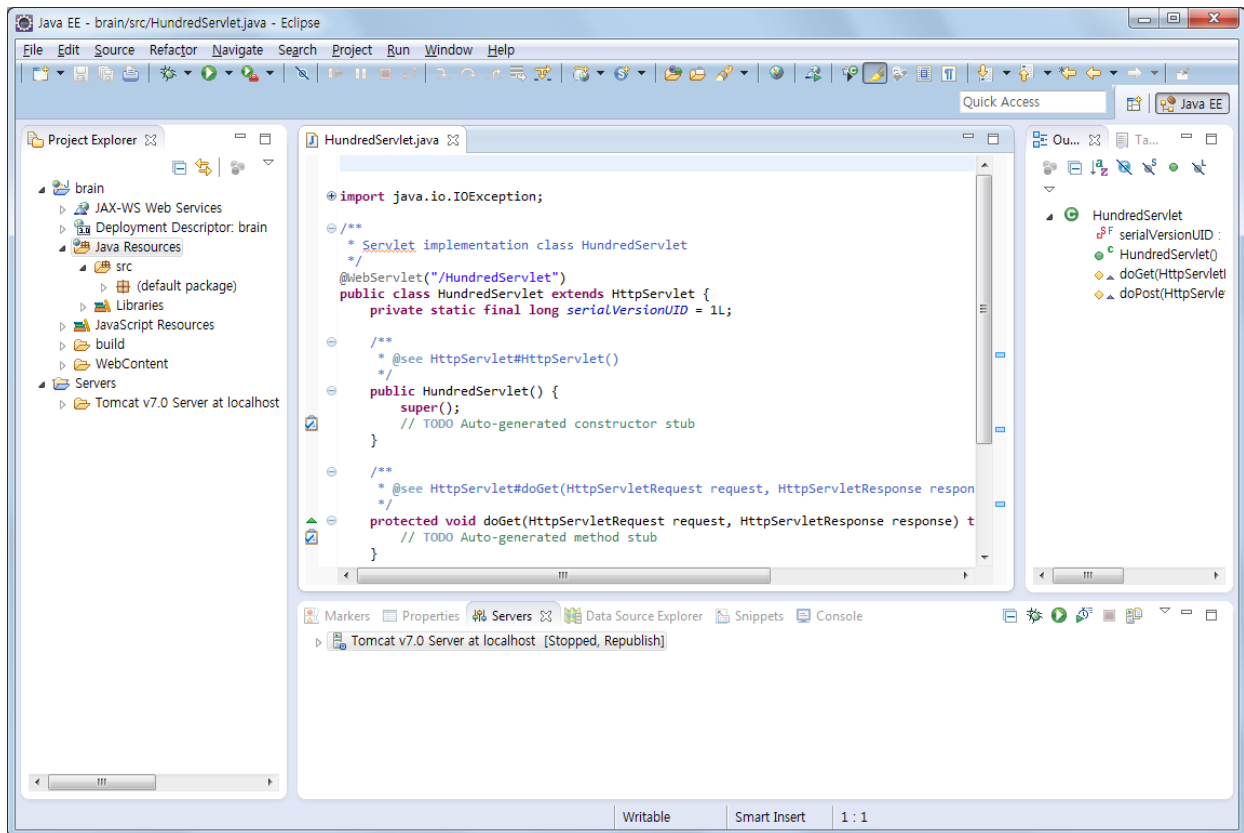 Java EE - brain/src/HundredServlet.java - Eclipse
File Edit Source Refactor Navigate Search Project Run Window Help
Quick Access
Java EE
Project Explorer
brain
JAX-WS Web Services
Deployment Descriptor: brain
Java Resources
src
(default package)
Libraries
JavaScript Resources
build
WebContent
Servers
Tomcat v7.0 Server at localhost
HundredServlet.java
import java.io.IOException;
/**
* Servlet implementation class HundredServlet
*/
@WebServlet("/HundredServlet")
public class HundredServlet extends HttpServlet {
private static final long serialVersionUID = 1L;
/**
* @see HttpServlet#HttpServlet()
*/
public HundredServlet() {
super();
// TODO Auto-generated constructor stub
}
/**
* @see HttpServlet#doGet(HttpServletRequest request, HttpServletResponse respon
*/
protected void doGet(HttpServletRequest request, HttpServletResponse response) t
// TODO Auto-generated method stub
}
Ou... Ta...
HundredServlet
serialVersionUID :
HundredServlet()
doGet(HttpServletI
doPost(HttpServle
Markers Properties Servers Data Source Explorer Snippets Console
Tomcat v7.0 Server at localhost [Stopped, Republish]
Writable Smart Insert 1 : 1